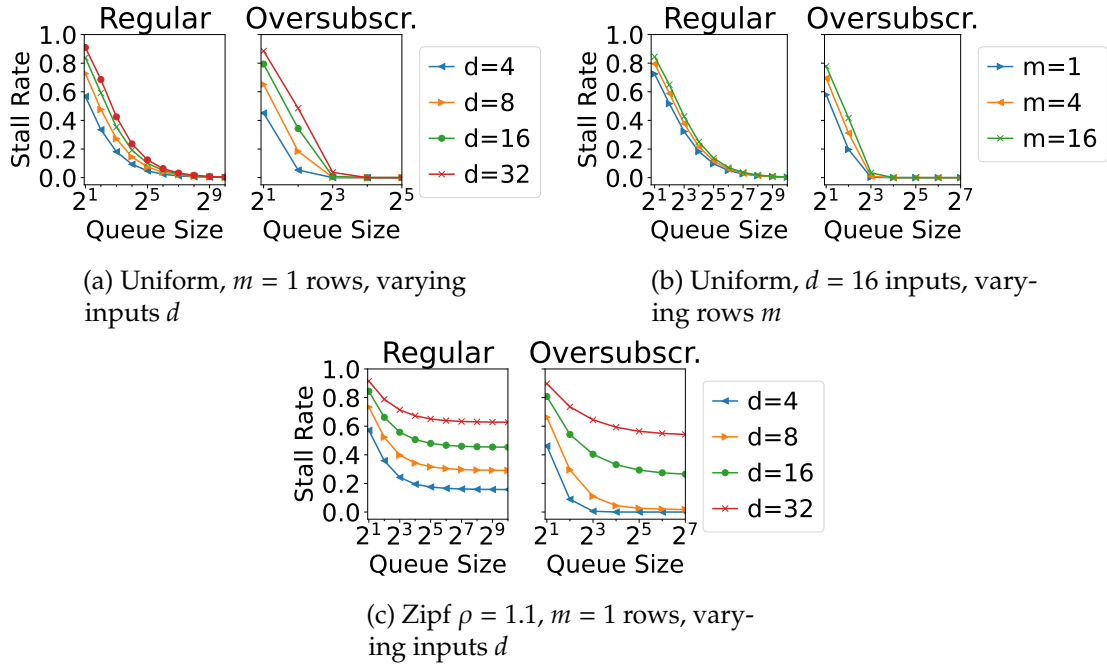 Regular Oversubscr.
Stall Rate
1.0
0.8
0.6
0.4
0.2
0.0
2^1 2^5 2^9
2^1 2^3 2^5
Queue Size Queue Size
d=4
d=8
d=16
d=32
(a) Uniform, m = 1 rows, varying
inputs d
Regular Oversubscr.
Stall Rate
1.0
0.8
0.6
0.4
0.2
0.0
2^1 2^3 2^5 2^7 2^9
2^1 2^3 2^5 2^7
Queue Size Queue Size
m=1
m=4
m=16
(b) Uniform, d = 16 inputs, vary-
ing rows m
Regular Oversubscr.
Stall Rate
1.0
0.8
0.6
0.4
0.2
0.0
2^1 2^3 2^5 2^7 2^9
2^1 2^3 2^5 2^7
Queue Size Queue Size
d=4
d=8
d=16
d=32
(c) Zipf ρ = 1.1, m = 1 rows, vary-
ing inputs d